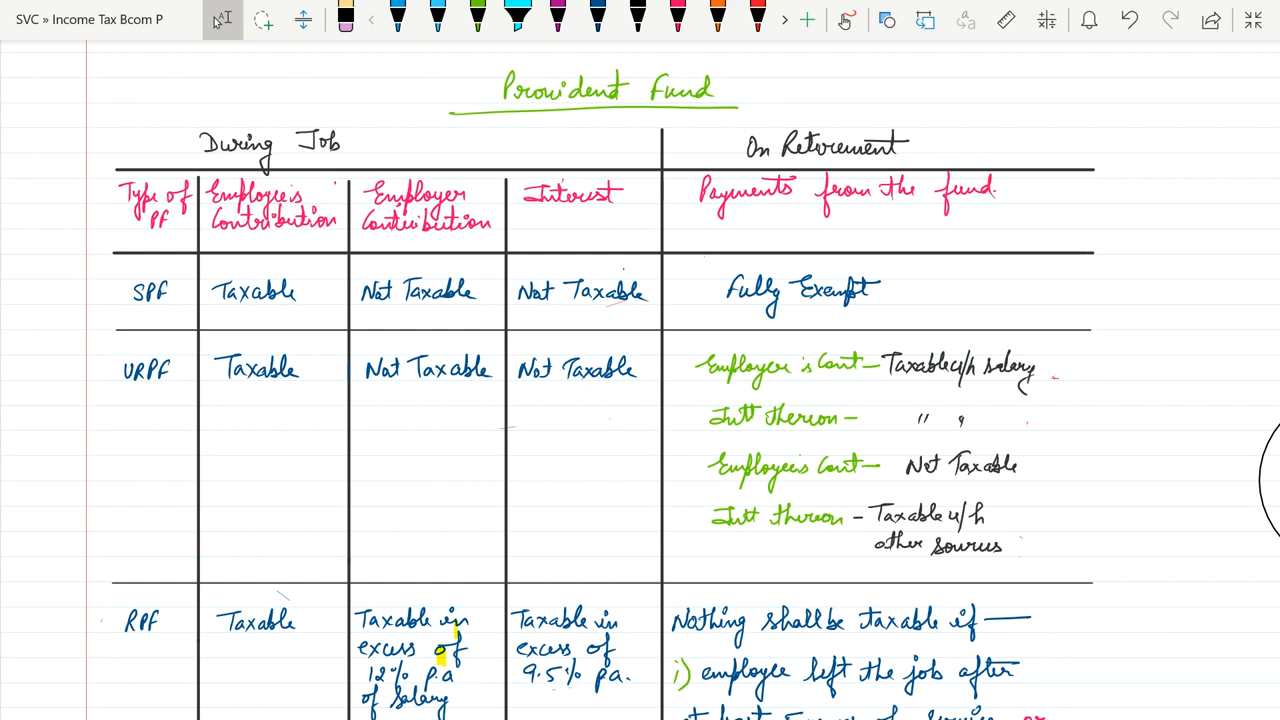 SVC » Income Tax Bcom P
Provident Fund
During Job
On Retirement
Type of PF
Employee's Contribution
Employer Contribution
Interest
Payments from the fund.
SPF
Taxable
Not Taxable
Not Taxable
Fully Exempt
URPF
Taxable
Not Taxable
Not Taxable
Employer's Cont — Taxable u/h salary
Intt thereon — " "
Employee's Cont — Not Taxable
Intt thereon — Taxable u/h
other sources
RPF
Taxable
Taxable in
excess of
12% p.a
of salary
Taxable in
excess of
9.5% p.a.
Nothing shall be taxable if —
i) employee left the job after